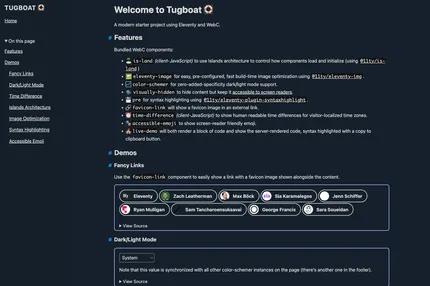 TUGBOAT
Home
On this page
Features
Demos
Fancy Links
Dark/Light Mode
Time Difference
Islands Architecture
Image Optimization
Syntax Highlighting
Accessible Emoji
Welcome to Tugboat
A modern starter project using Eleventy and WebC.
# Features
Bundled WebC components:
is-land (client-JavaScript) to use islands architecture to control how components load and initialize (using @11ty/is-
land)
eleventy-image for easy, pre-configured, fast build-time image optimization using @11ty/eleventy-img.
color-schemer for zero-added-specificity dark/light mode support.
visually-hidden to hide content but keep it accessible to screen readers.
pre for syntax highlighting using @11ty/eleventy-plugin-syntaxhighlight.
favicon-link will show a favicon image in an external link.
time-difference (client-JavaScript) to show human readable time differences for visitor-localized time zones.
accessible-emoji to show screen-reader friendly emoji.
live-demo will both render a block of code and show the server-rendered code, syntax highlighted with a copy to
clipboard button.
# Demos
# Fancy Links
Use the favicon-link component to easily show a link with a favicon image shown alongside the content.
Eleventy
Zach Leatherman
Max Böck
Sia Karamalegos
Jenn Schiffer
Ryan Mulligan
Sam Tancharoensuksavai
George Francis
Sara Soueidan
View Source
# Dark/Light Mode
System
Note that this value is synchronized with all other color-schemer instances on the page (there's another one in the footer).
View Source